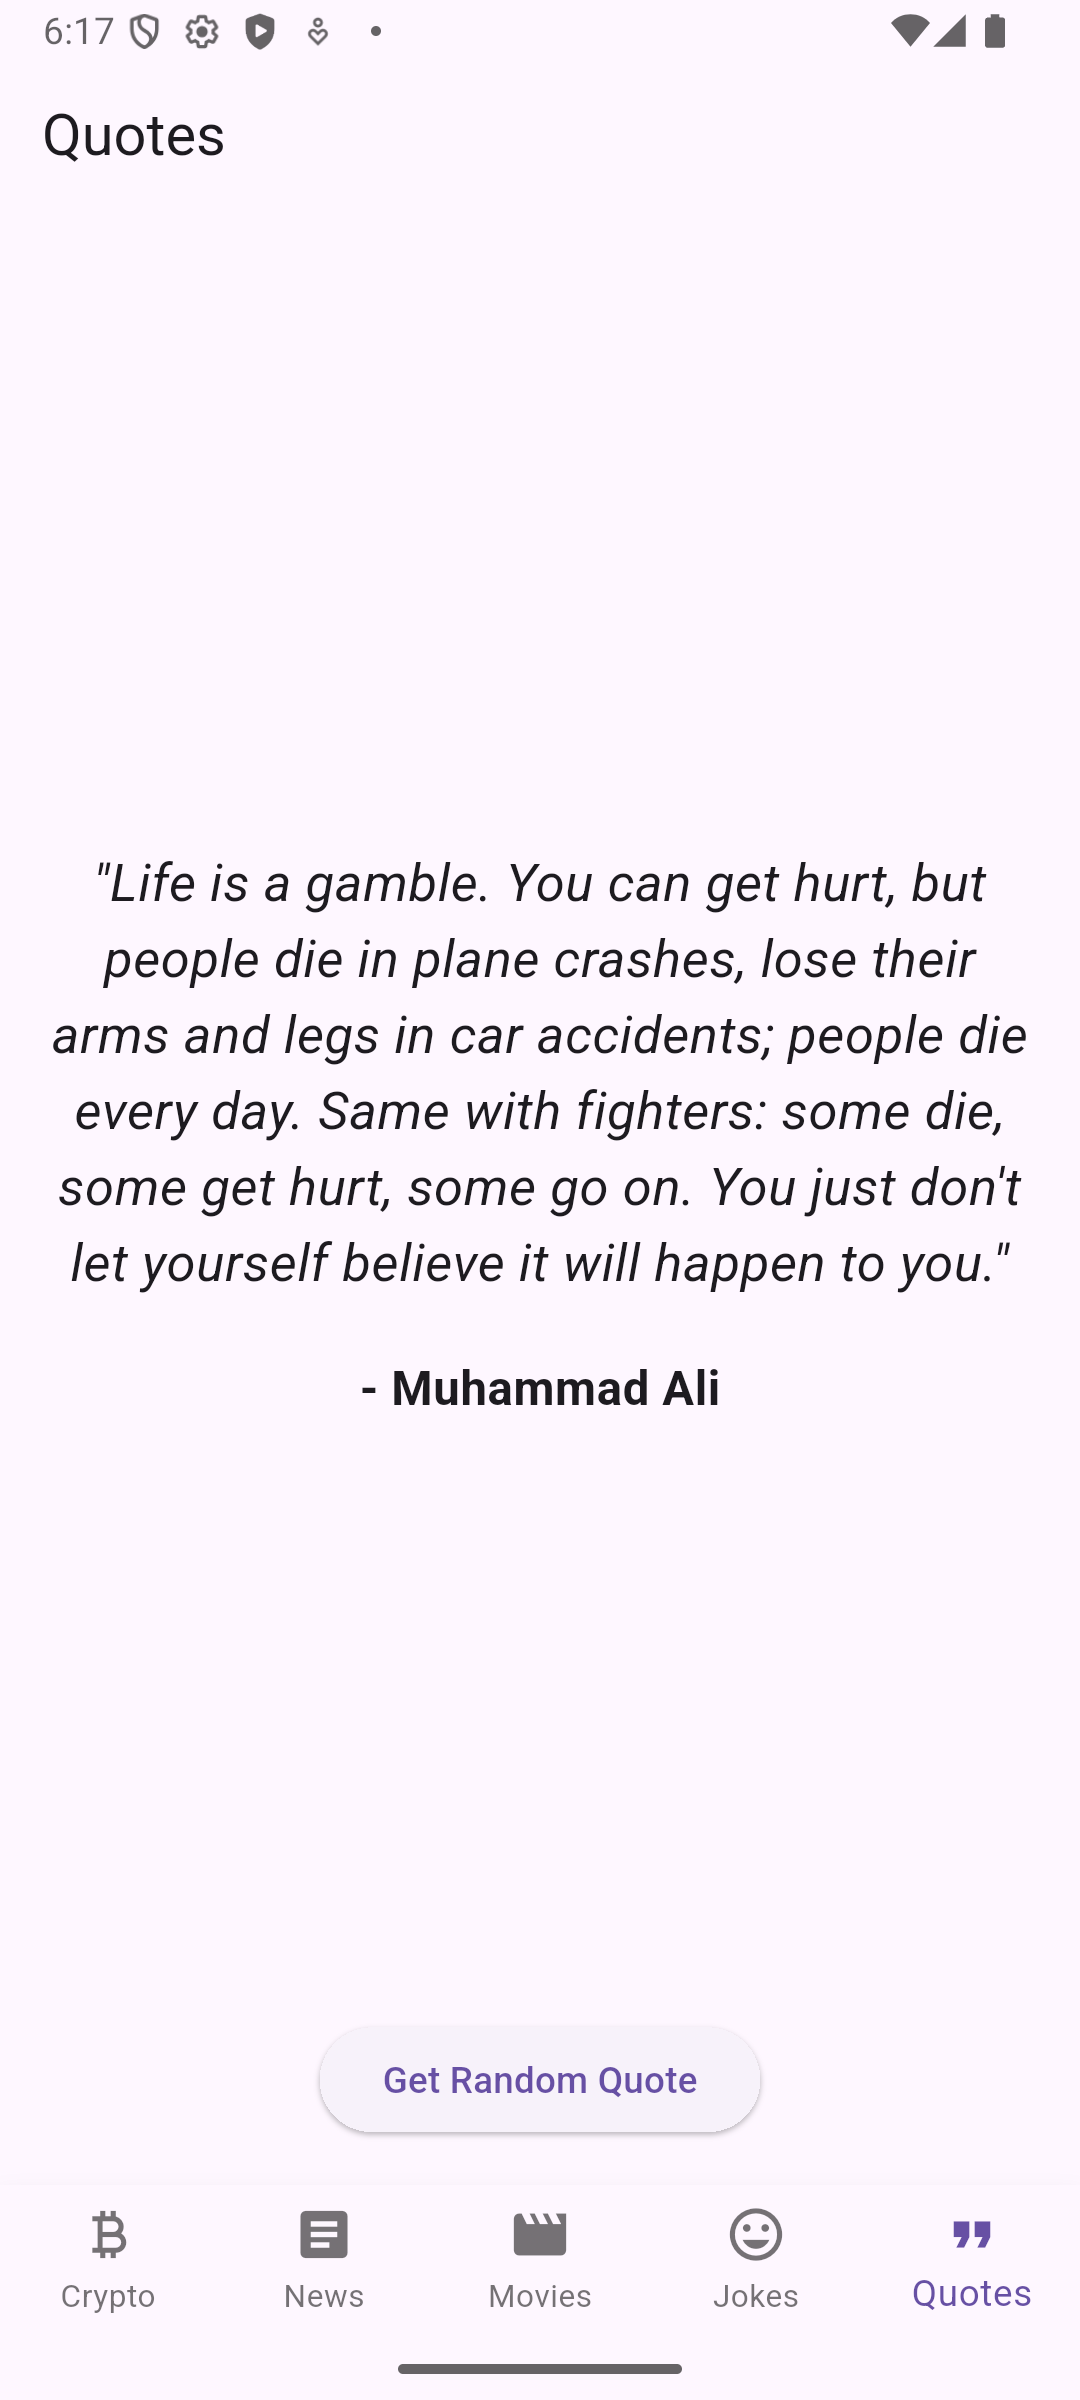 6:17
Quotes
"Life is a gamble. You can get hurt, but
people die in plane crashes, lose their
arms and legs in car accidents; people die
every day. Same with fighters: some die,
some get hurt, some go on. You just don't
let yourself believe it will happen to you."
- Muhammad Ali
Get Random Quote
Crypto
News
Movies
Jokes
Quotes